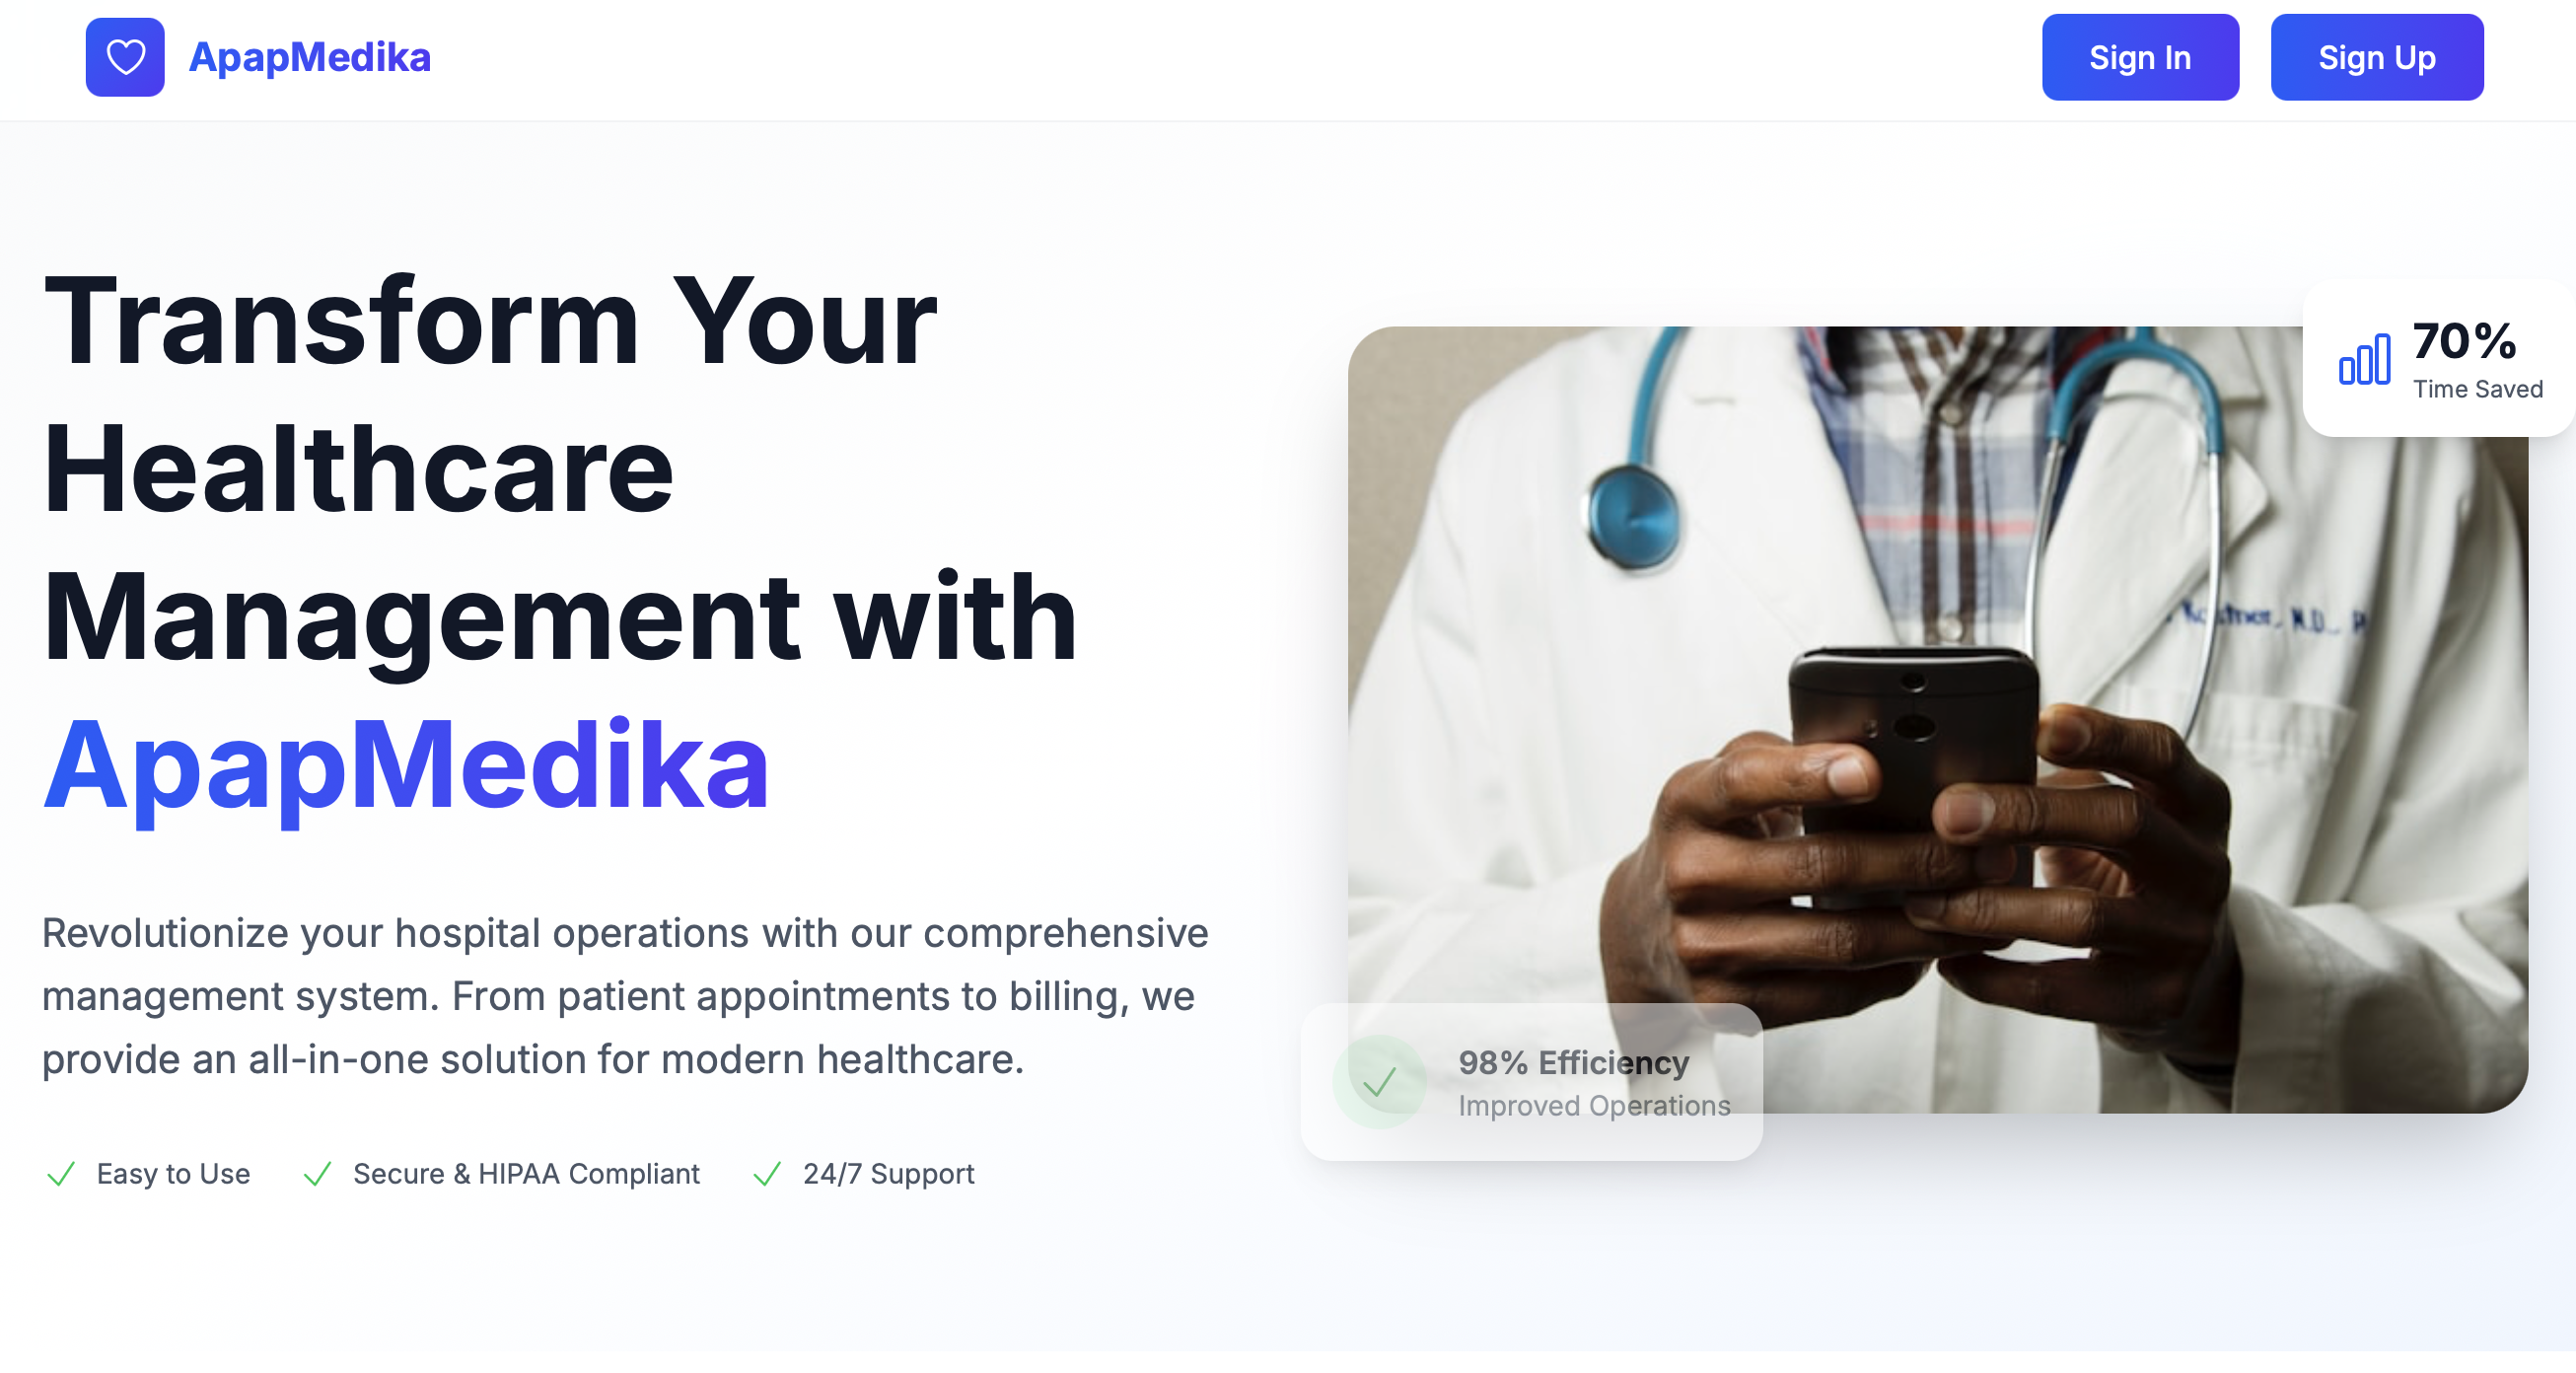 ApapMedika
Sign In
Sign Up
Transform Your
Healthcare
Management with
ApapMedika
Revolutionize your hospital operations with our comprehensive
management system. From patient appointments to billing, we
provide an all-in-one solution for modern healthcare.
Easy to Use
Secure & HIPAA Compliant
24/7 Support
70%
Time Saved
M.D.
98% Efficiency
Improved Operations